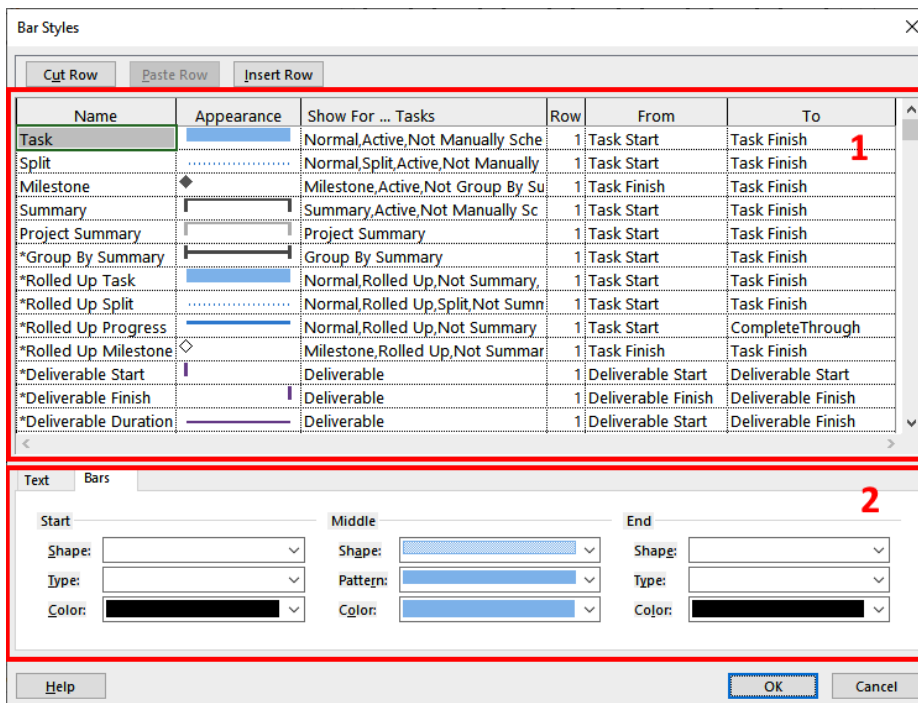 Bar Styles
Cut Row Paste Row Insert Row
Name Appearance Show For ... Tasks Row From To
1
Task Normal,Active,Not Manually Sche 1 Task Start Task Finish
Split Normal,Split,Active,Not Manually 1 Task Start Task Finish
Milestone Milestone,Active,Not Group By Su 1 Task Finish Task Finish
Summary Summary,Active,Not Manually Sc 1 Task Start Task Finish
Project Summary Project Summary 1 Task Start Task Finish
*Group By Summary Group By Summary 1 Task Start Task Finish
*Rolled Up Task Normal,Rolled Up,Not Summary, 1 Task Start Task Finish
*Rolled Up Split Normal,Rolled Up,Split,Not Summ 1 Task Start Task Finish
*Rolled Up Progress Normal,Rolled Up,Not Summary 1 Task Start CompleteThrough
*Rolled Up Milestone Milestone,Rolled Up,Not Summar 1 Task Finish Task Finish
*Deliverable Start Deliverable 1 Deliverable Start Deliverable Start
*Deliverable Finish Deliverable 1 Deliverable Finish Deliverable Finish
*Deliverable Duration Deliverable 1 Deliverable Start Deliverable Finish
Text Bars
2
Start Middle End
Shape: Shape: Shape:
Type: Pattern: Type:
Color: Color: Color:
Help OK Cancel